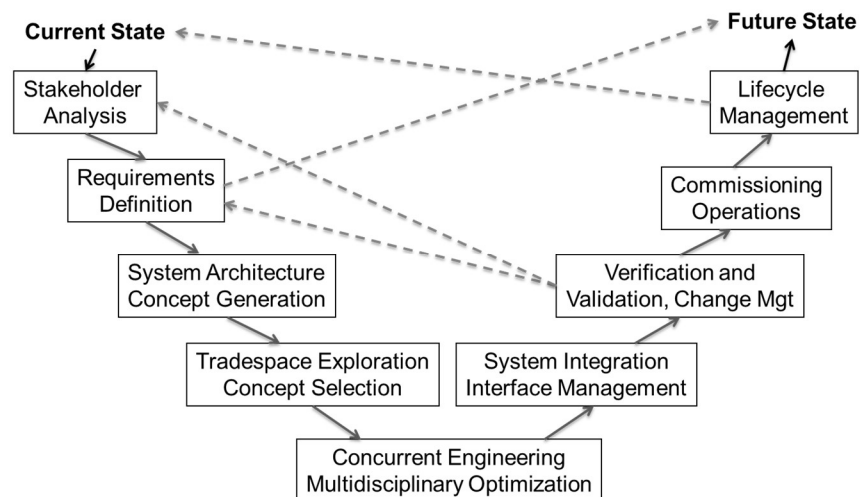 Current State
Future State
Stakeholder
Analysis
Lifecycle
Management
Requirements
Definition
Commissioning
Operations
System Architecture
Concept Generation
Verification and
Validation, Change Mgt
Tradespace Exploration
Concept Selection
System Integration
Interface Management
Concurrent Engineering
Multidisciplinary Optimization